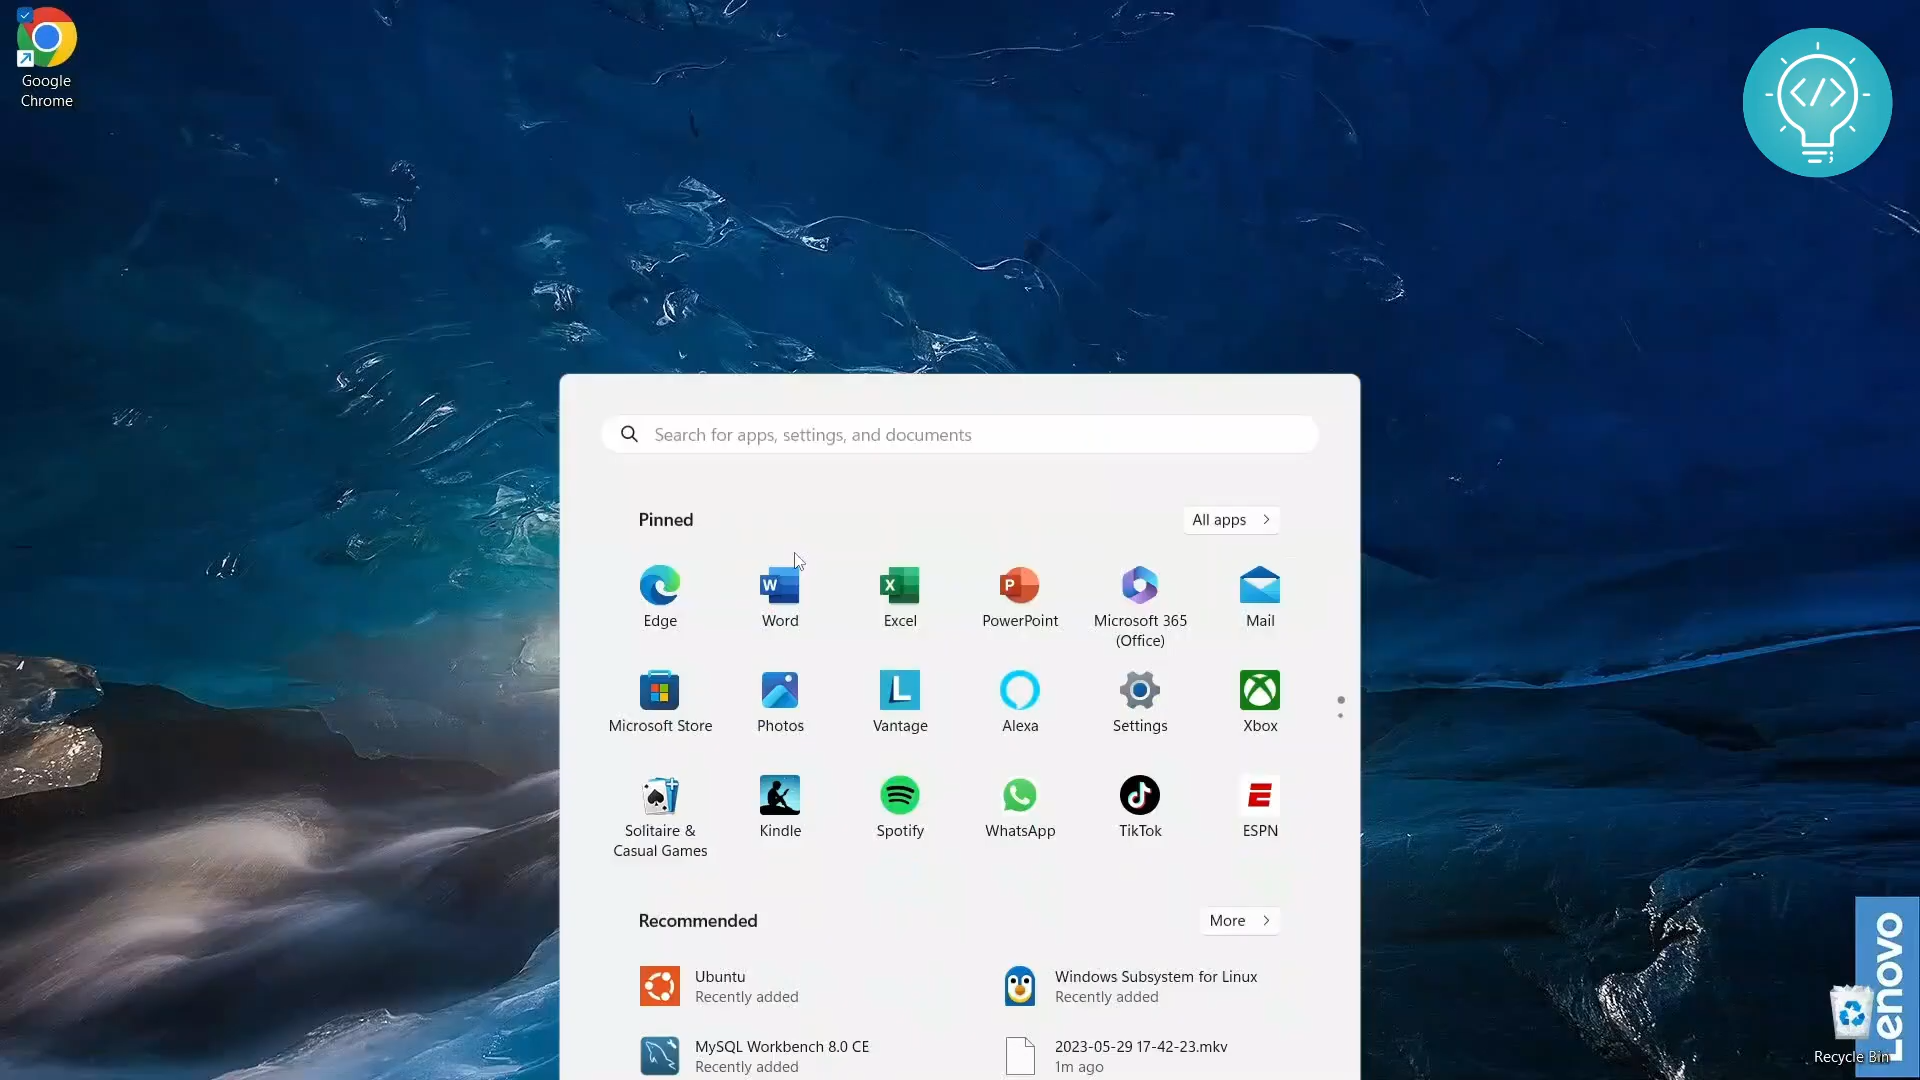 Google
Chrome
</>
Search for apps, settings, and documents
Pinned
All apps
Edge
Word
Excel
PowerPoint
Microsoft 365
(Office)
Mail
Microsoft Store
Photos
Vantage
Alexa
Settings
Xbox
Solitaire &
Casual Games
Kindle
Spotify
WhatsApp
TikTok
ESPN
Recommended
More
Ubuntu
Recently added
Windows Subsystem for Linux
Recently added
MySQL Workbench 8.0 CE
Recently added
2023-05-29 17-42-23.mkv
1m ago
Lenovo
Recycle Bin